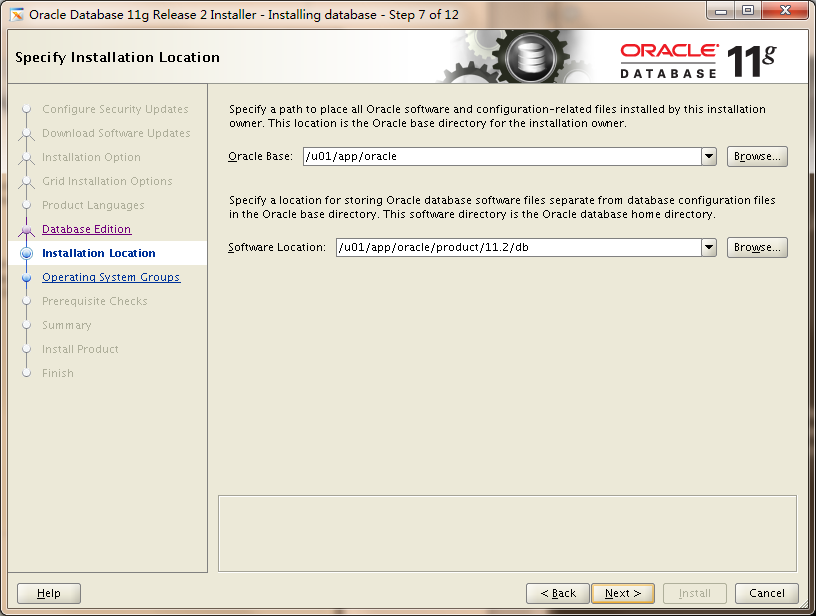 Oracle Database 11g Release 2 Installer - Installing database - Step 7 of 12
Specify Installation Location
ORACLE
DATABASE 11g
Configure Security Updates
Download Software Updates
Installation Option
Grid Installation Options
Product Languages
Database Edition
Installation Location
Operating System Groups
Prerequisite Checks
Summary
Install Product
Finish
Specify a path to place all Oracle software and configuration-related files installed by this installation
owner. This location is the Oracle base directory for the installation owner.
Oracle Base: /u01/app/oracle Browse...
Specify a location for storing Oracle database software files separate from database configuration files
in the Oracle base directory. This software directory is the Oracle database home directory.
Software Location: /u01/app/oracle/product/11.2/db Browse...
Help < Back Next > Install Cancel